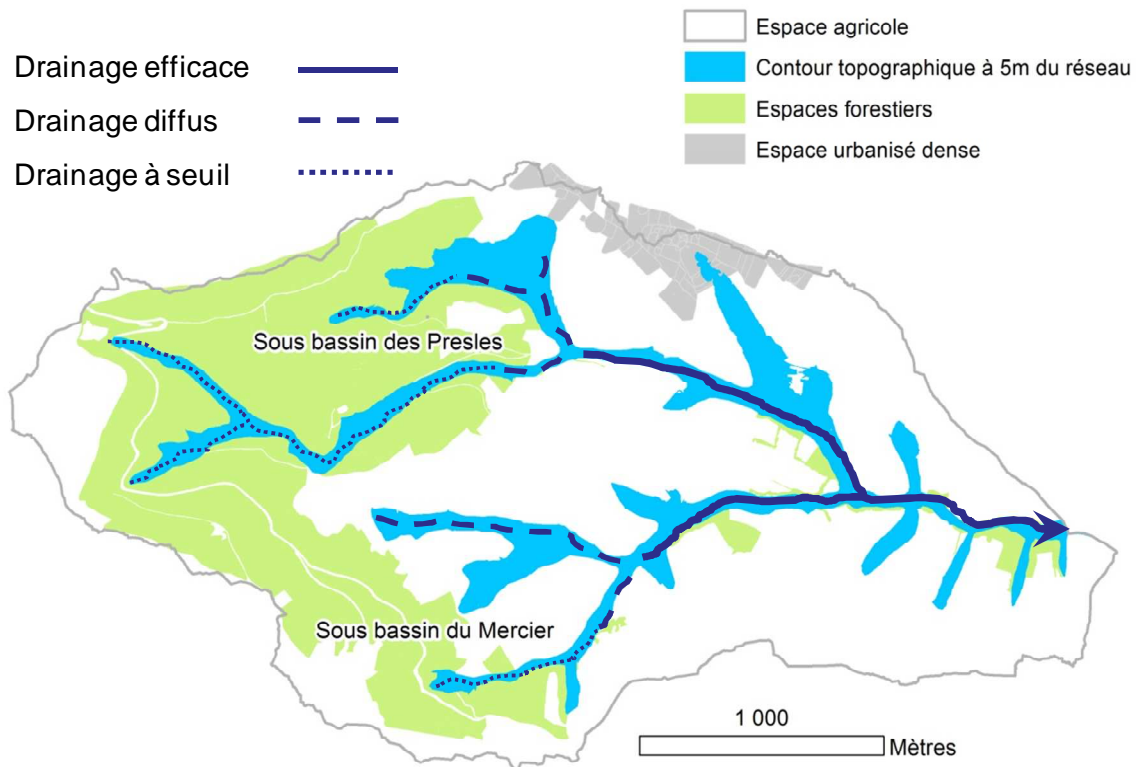 Drainage efficace
Drainage diffus
Drainage à seuil
Espace agricole
Contour topographique à 5m du réseau
Espaces forestiers
Espace urbanisé dense
Sous bassin des Presles
Sous bassin du Mercier
1 000
Mètres